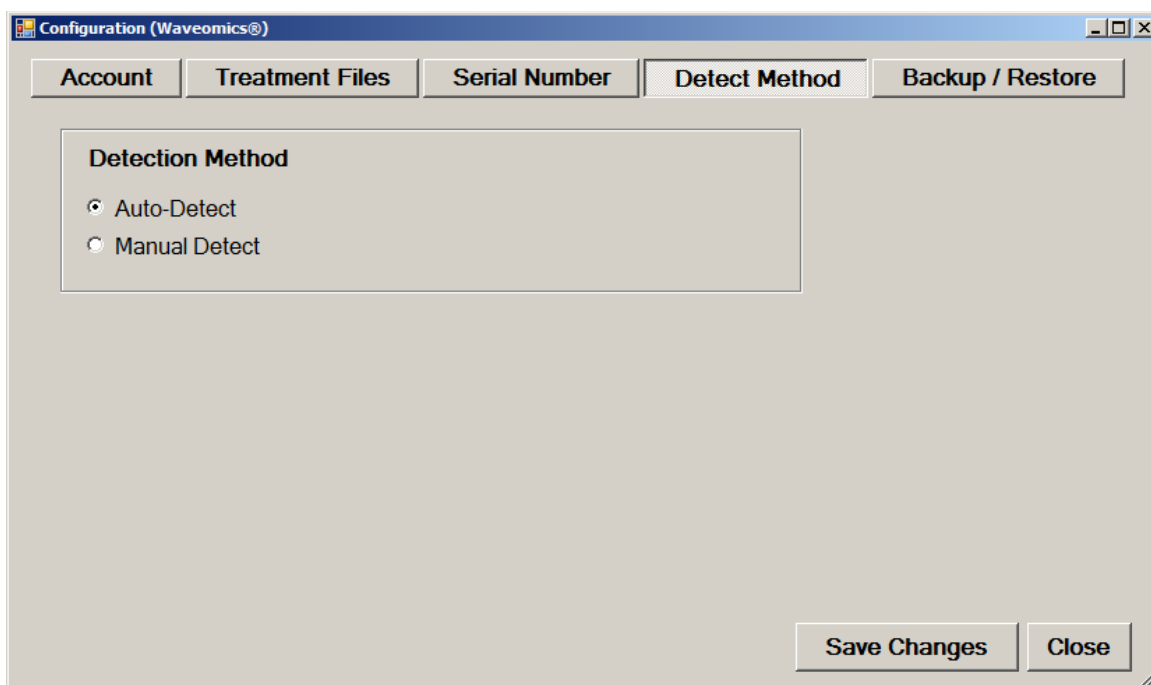 Configuration (Waveomics®)
Account Treatment Files Serial Number Detect Method Backup / Restore
Detection Method
Auto-Detect
Manual Detect
Save Changes Close